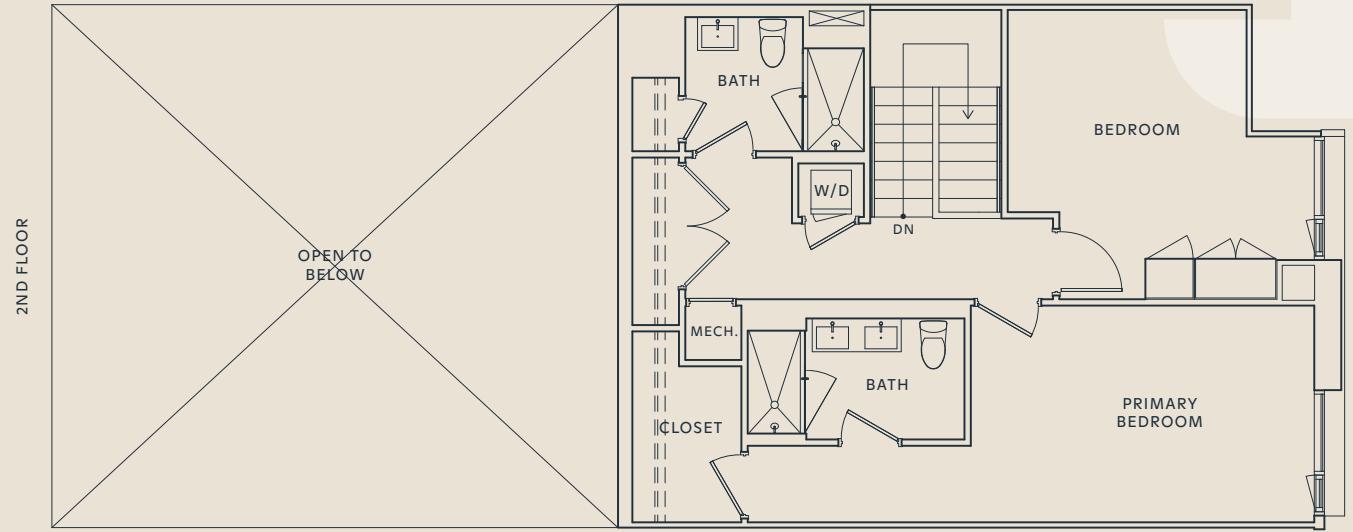 2ND FLOOR
OPEN TO
BELOW
BATH
W/D
DN
BEDROOM
MECH.
BATH
CLOSET
PRIMARY
BEDROOM